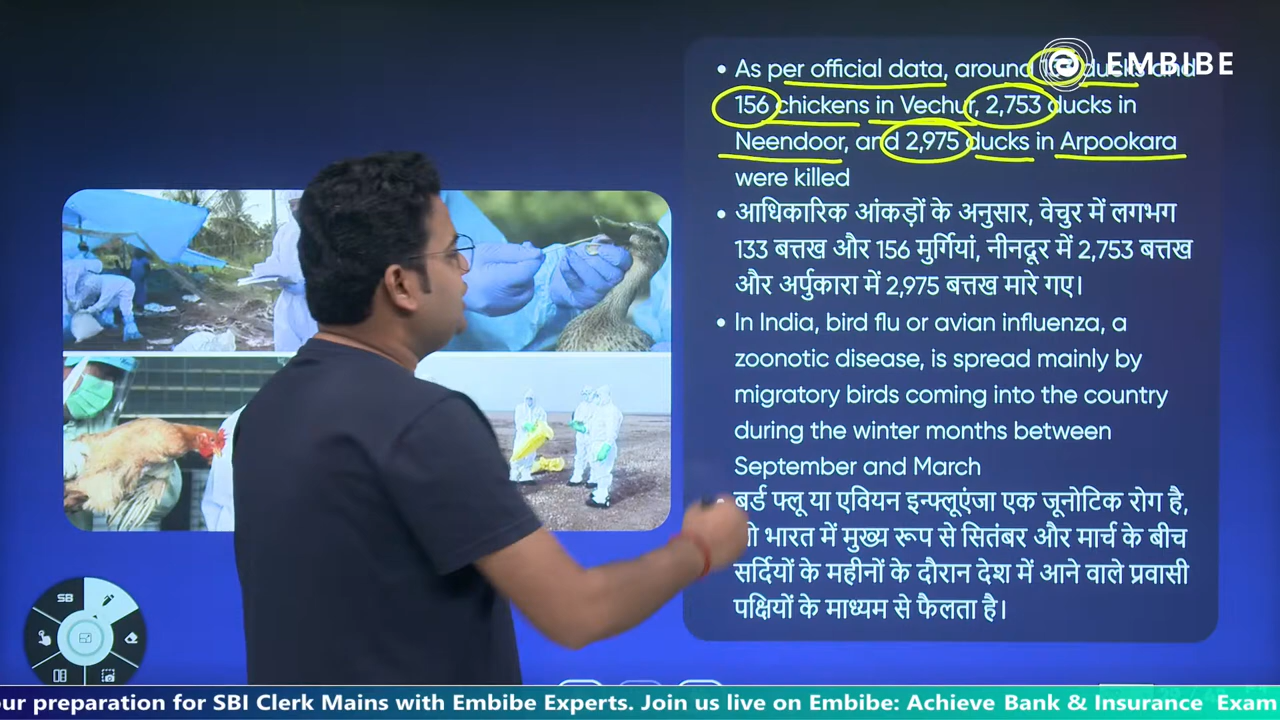 EMBIBE
As per official data, around ducks and
156 chickens in Vechur, 2,753 ducks in
Neendoor, and 2,975 ducks in Arpookara
were killed
आधिकारिक आंकड़ों के अनुसार, वेचुर में लगभग
133 बत्तख और 156 मुर्गियां, नीनदूर में 2,753 बत्तख
और अर्पुकारा में 2,975 बत्तख मारे गए।
In India, bird flu or avian influenza, a
zoonotic disease, is spread mainly by
migratory birds coming into the country
during the winter months between
September and March
बर्ड फ्लू या एवियन इन्फ्लूएंजा एक जूनोटिक रोग है,
भारत में मुख्य रूप से सितंबर और मार्च के बीच
सर्दियों के महीनों के दौरान देश में आने वाले प्रवासी
पक्षियों के माध्यम से फैलता है।
SB
preparation for SBI Clerk Mains with Embibe Experts. Join us live on Embibe: Achieve Bank & Insurance Exam